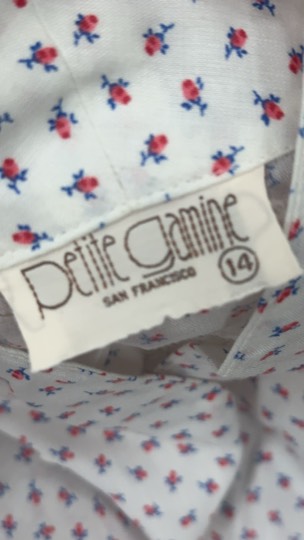 Petite Gamine
SAN FRANCISCO
14